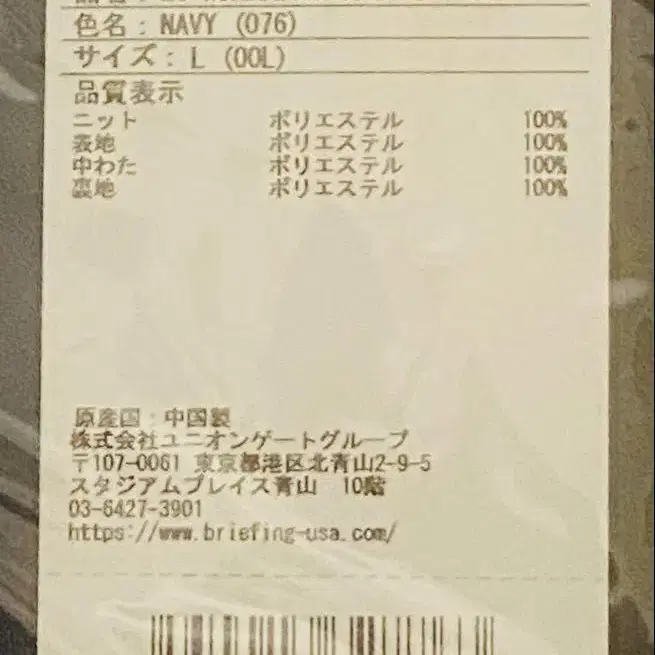 色名：NAVY (076)
サイズ：L (00L)
品質表示
ニット ポリエステル 100%
表地 ポリエステル 100%
中わた ポリエステル 100%
裏地 ポリエステル 100%
原産国：中国製
株式会社ユニオンゲートグループ
〒107-0061 東京都港区北青山2-9-5
スタジアムプレイス青山 10階
03-6427-3901
https://www.briefing-usa.com/